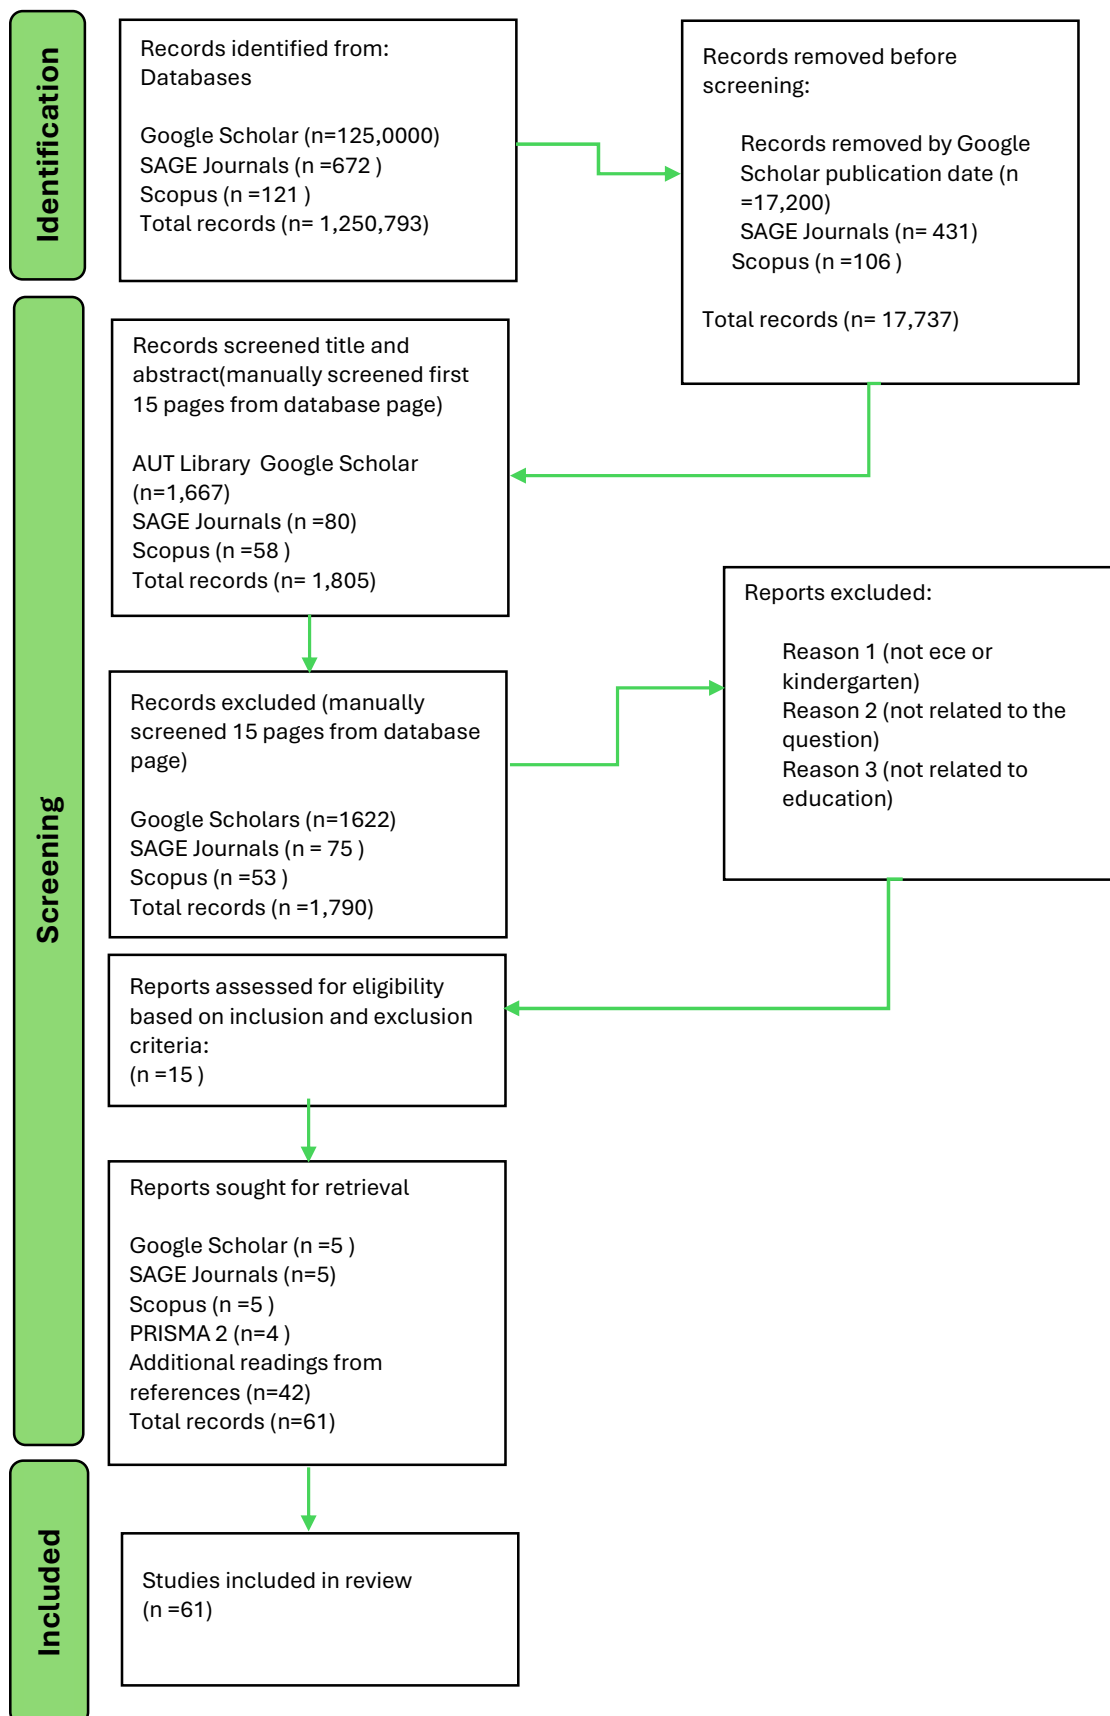 Identification
Records identified from:
Databases
Google Scholar (n=125,0000)
SAGE Journals (n =672 )
Scopus (n =121 )
Total records (n= 1,250,793)
Records removed before
screening:
Records removed by Google
Scholar publication date (n
=17,200)
SAGE Journals (n= 431)
Scopus (n =106 )
Total records (n= 17,737)
Screening
Records screened title and
abstract(manually screened first
15 pages from database page)
AUT Library  Google Scholar
(n=1,667)
SAGE Journals (n =80)
Scopus (n =58 )
Total records (n= 1,805)
Records excluded (manually
screened 15 pages from database
page)
Google Scholars (n=1622)
SAGE Journals (n = 75 )
Scopus (n =53 )
Total records (n =1,790)
Reports excluded:
Reason 1 (not ece or
kindergarten)
Reason 2 (not related to the
question)
Reason 3 (not related to
education)
Reports assessed for eligibility
based on inclusion and exclusion
criteria:
(n =15 )
Reports sought for retrieval
Google Scholar (n =5 )
SAGE Journals (n=5)
Scopus (n =5 )
PRISMA 2 (n=4 )
Additional readings from
references (n=42)
Total records (n=61)
Included
Studies included in review
(n =61)